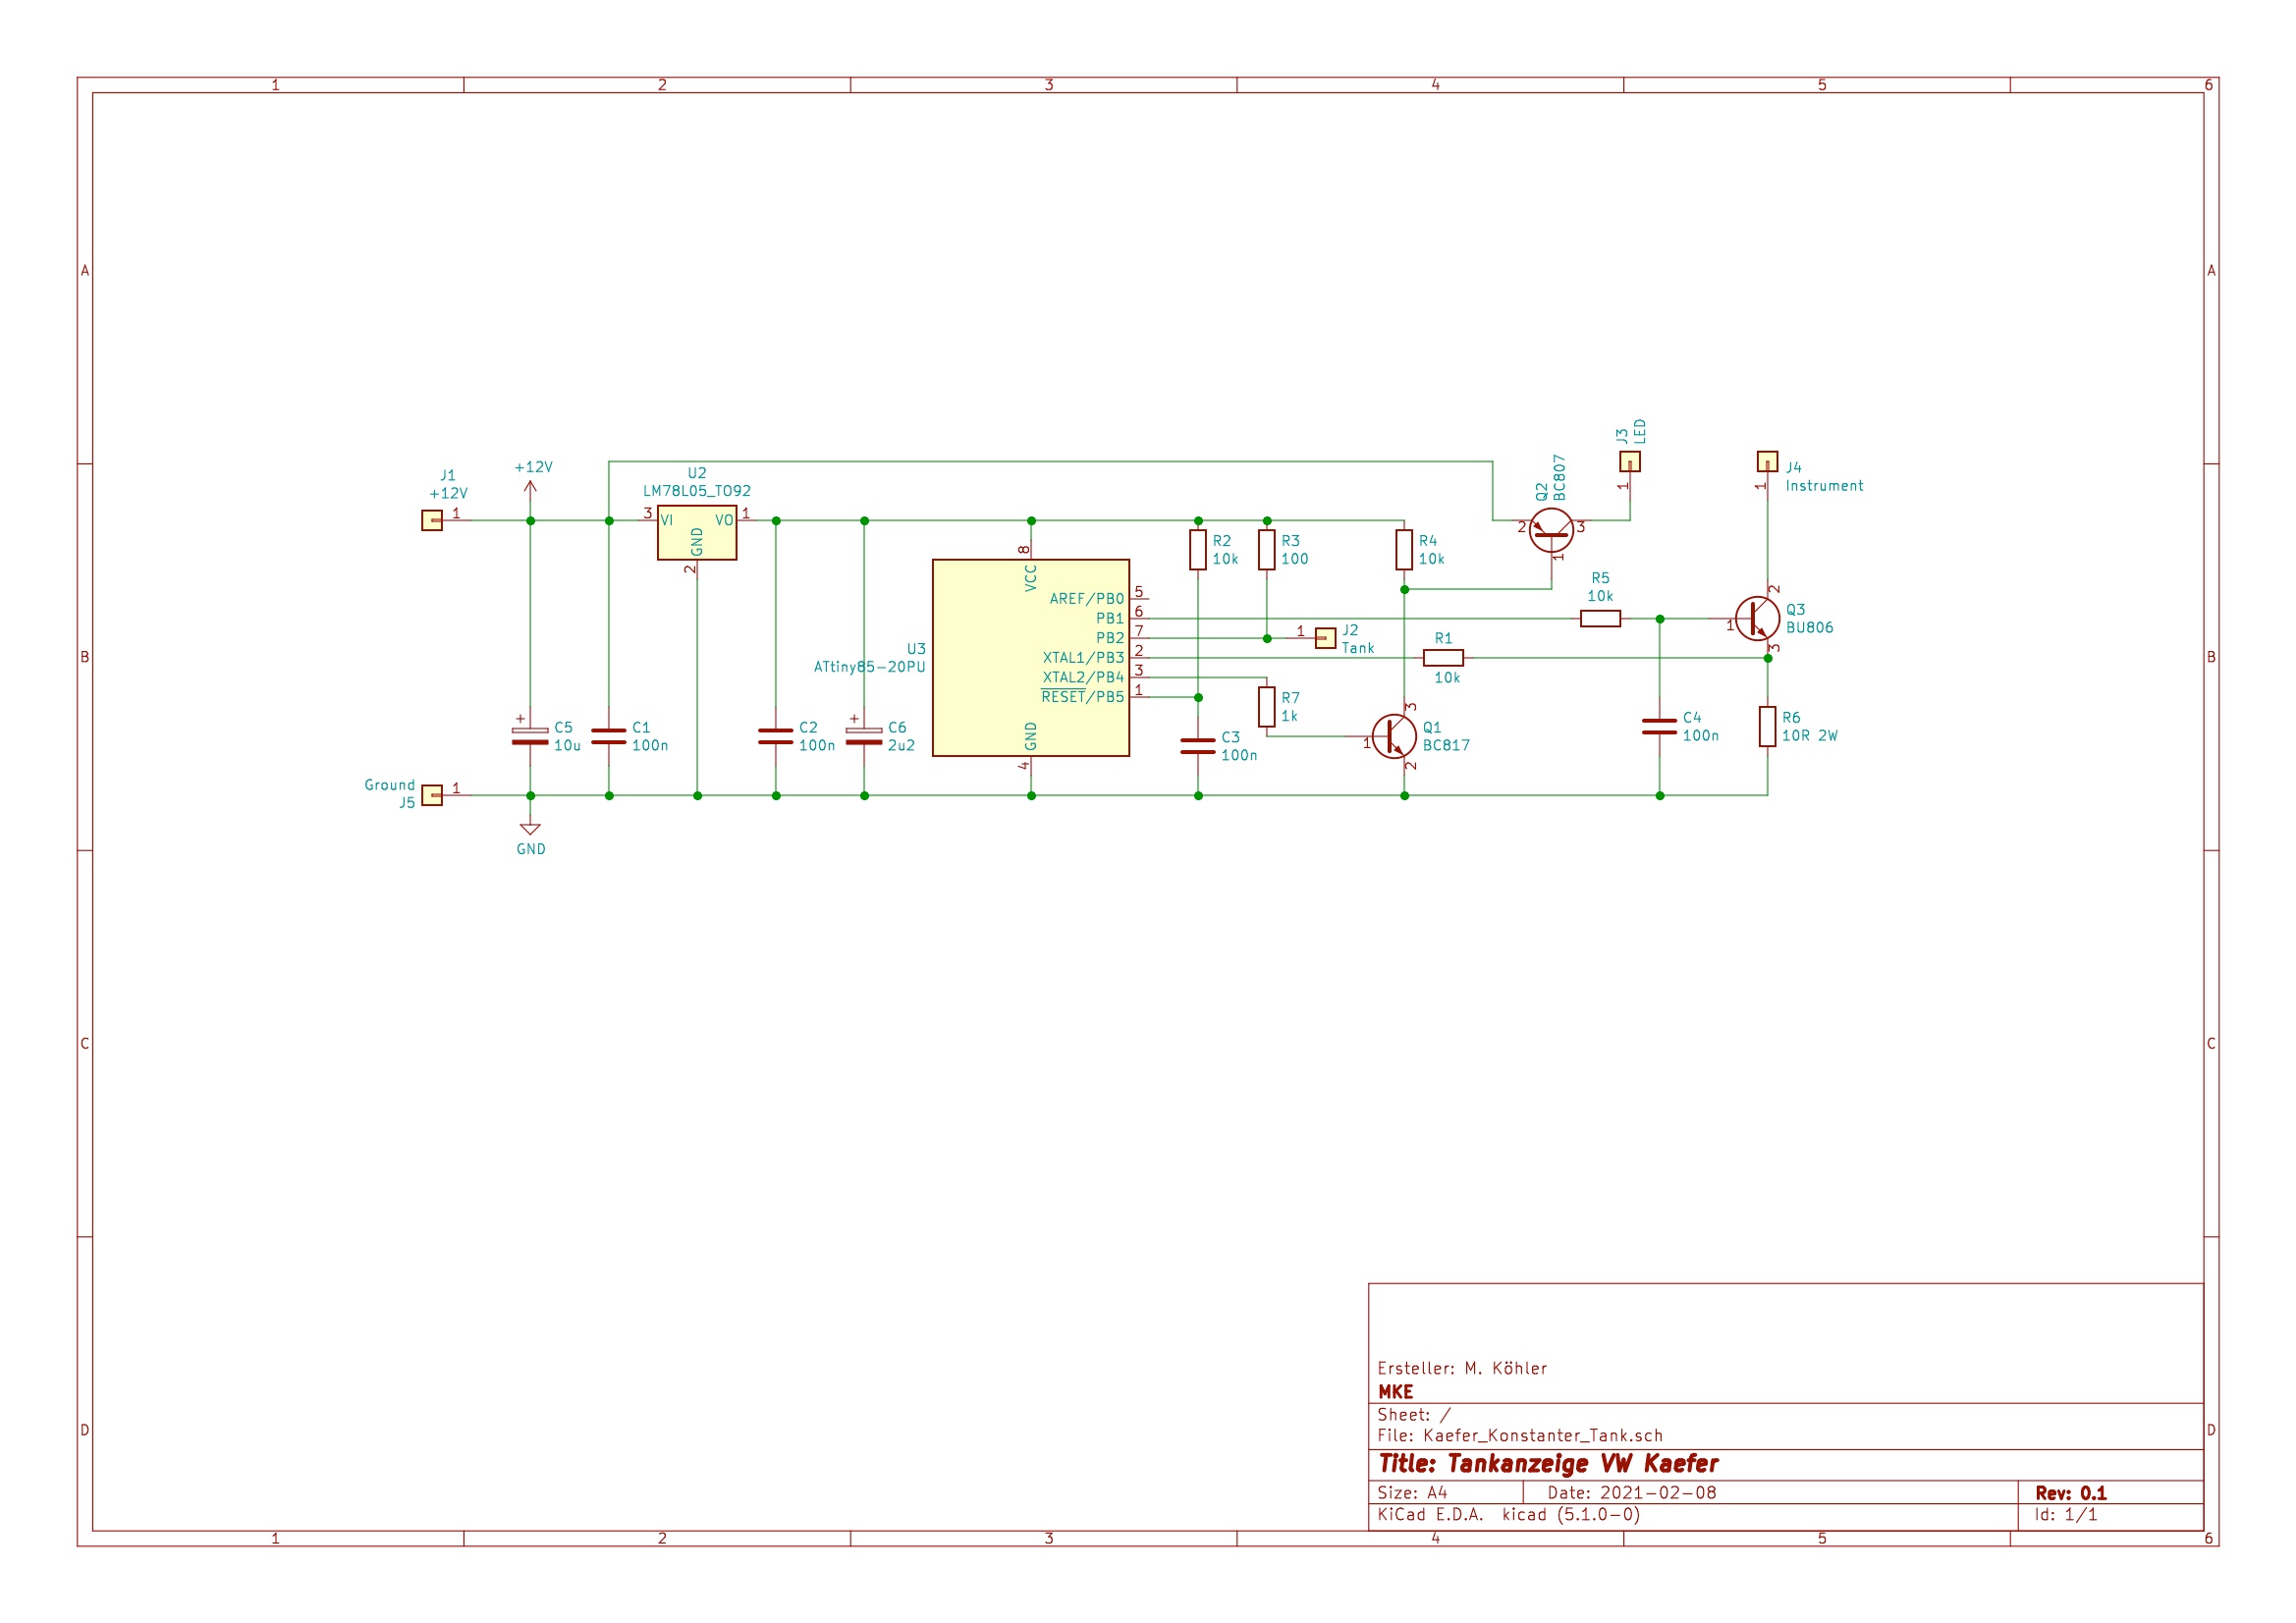 1 2 3 4 5 6
A A
J3
LED
J1
+12V
+12V
U2
LM78L05_TO92
Q2
BC807
J4
Instrument
1
3 VI VO 1
GND
2
2 3
1
1
1
R2
10k
R3
100
R4
10k
8
VCC
AREF/PB0 5
PB1 6
PB2 7
XTAL1/PB3 2
XTAL2/PB4 3
RESET/PB5 1
GND
4
U3
ATtiny85-20PU
R5
10k
2
1
3
Q3
BU806
1
J2
Tank
R1
10k
B B
R7
1k
3
1
2
Q1
BC817
+
C5
10u
C1
100n
C2
100n
+
C6
2u2
C3
100n
C4
100n
R6
10R 2W
Ground
J5
1
GND
C C
Ersteller: M. Köhler
MKE
Sheet: /
File: Kaefer_Konstanter_Tank.sch
Title: Tankanzeige VW Kaefer
Size: A4 Date: 2021-02-08 Rev: 0.1
KiCad E.D.A. kicad (5.1.0-0) Id: 1/1
D D
1 2 3 4 5 6